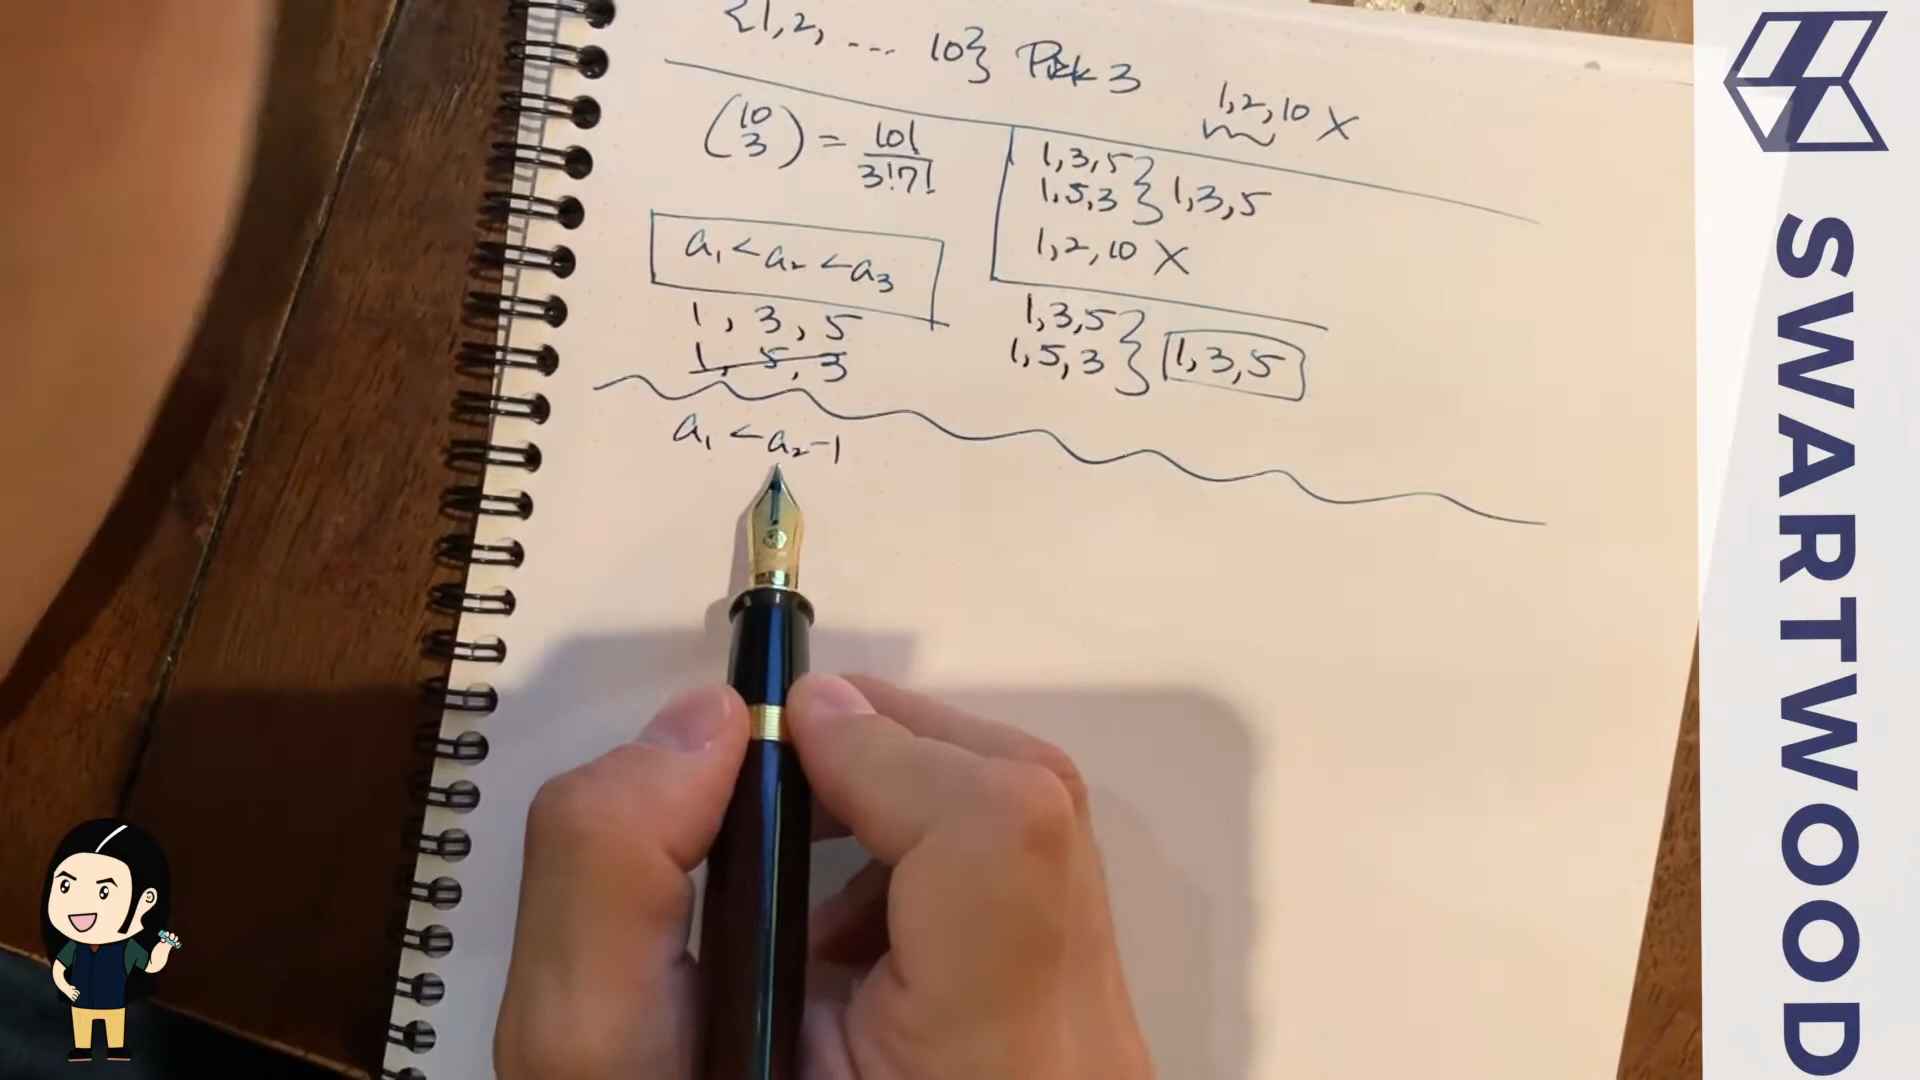 {1,2, ... 10} Pick 3
1,2,10 X
(10 3) = 10! / 3!7!
1,3,5
1,5,3 } 1,3,5
1,2,10 X
a₁ < a₂ < a₃
1, 3, 5
1, 5, 3
1,3,5
1,5,3 } 1,3,5
a₁ < a₂-1
SWARTWOOD